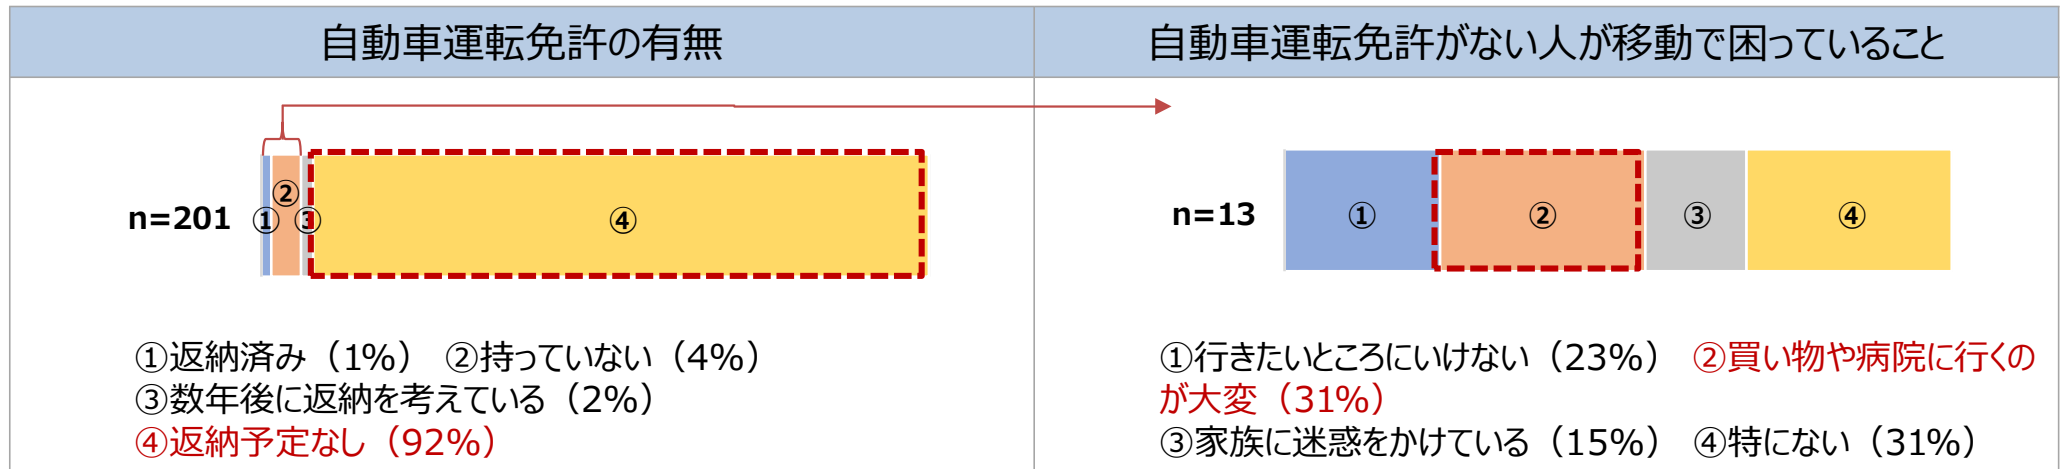 自動車運転免許の有無
n=201
①
②
③
④
①返納済み（1%） ②持っていない（4%）
③数年後に返納を考えている（2%）
④返納予定なし（92%）
自動車運転免許がない人が移動で困っていること
n=13
①
②
③
④
①行きたいところにいけない（23%） ②買い物や病院に行くの
が大変（31%）
③家族に迷惑をかけている（15%） ④特にない（31%）